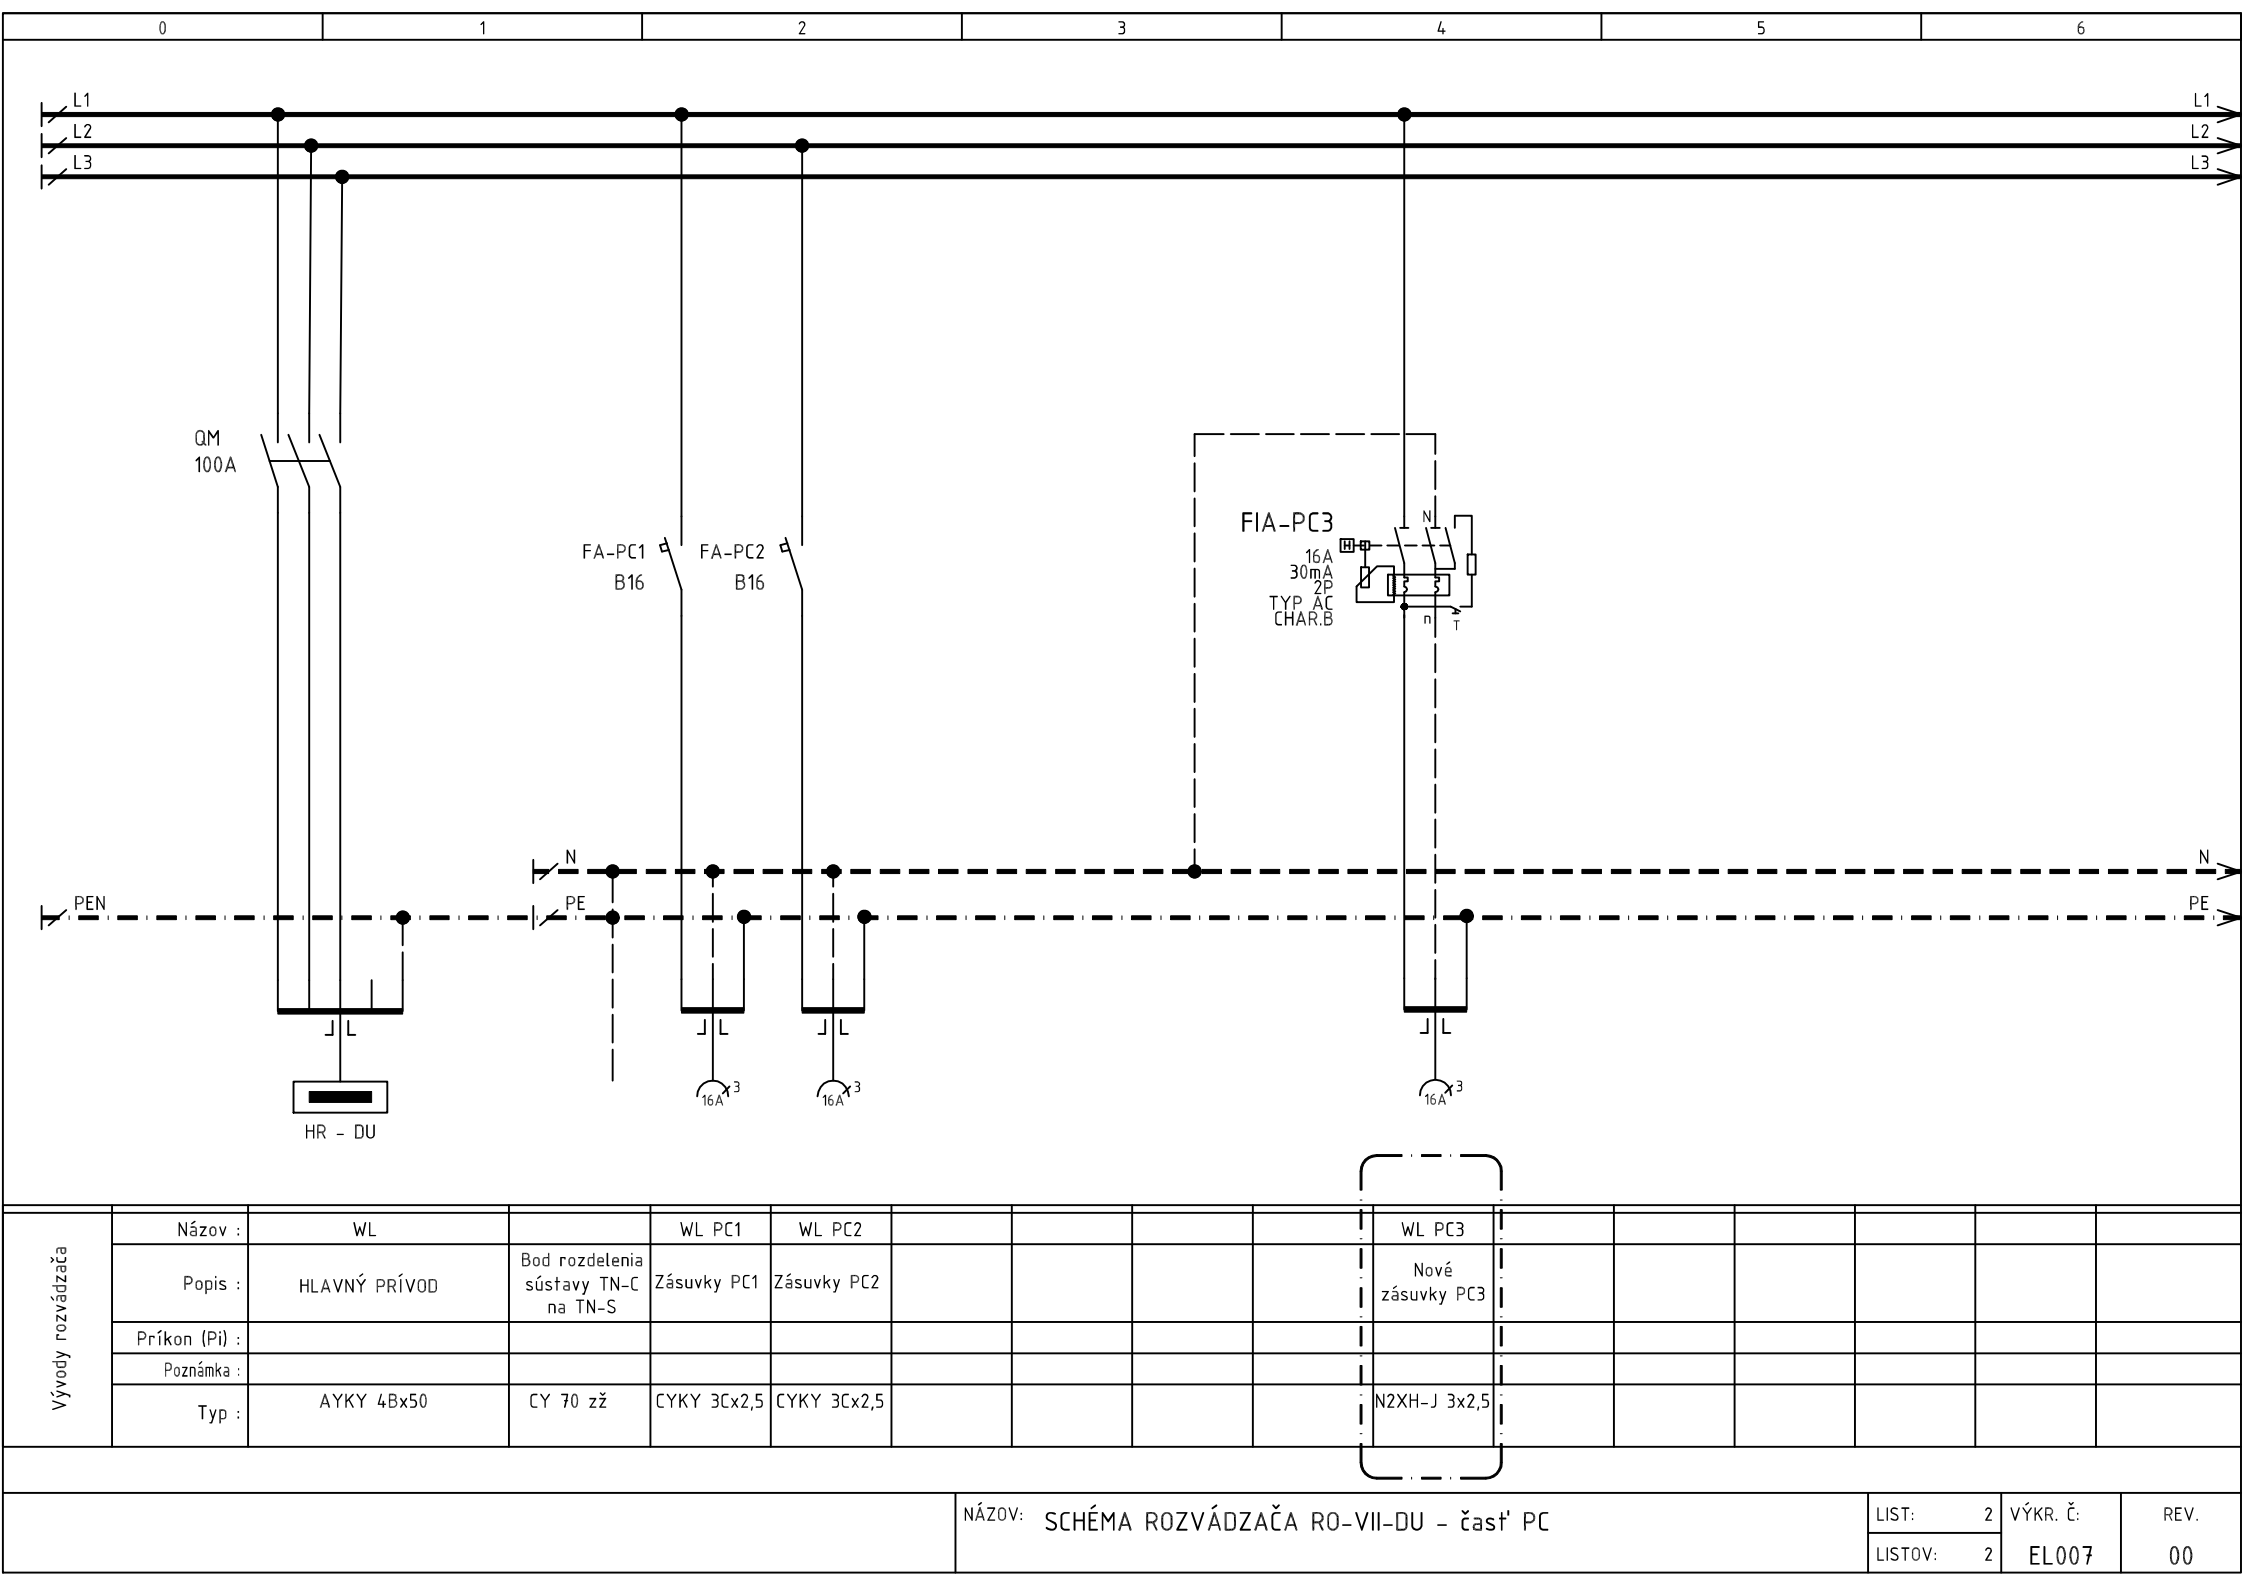 0 1 2 3 4 5 6
L1 L1
L2 L2
L3 L3
QM
100A
FA-PC1
B16
FA-PC2
B16
FIA-PC3
16A
30mA
2P
TYP AC
CHAR.B
N
H
n
T
N N
PEN PE PE
3 3 3
16A 16A 16A
HR - DU
Vývody rozvádzača
Názov : WL WL PC1 WL PC2 WL PC3
Popis : HLAVNÝ PRÍVOD
Bod rozdelenia
sústavy TN-C
na TN-S
Zásuvky PC1
Zásuvky PC2
Nové
zásuvky PC3
Príkon (Pi) :
Poznámka :
Typ : AYKY 4Bx50 CY 70 zž CYKY 3Cx2,5 CYKY 3Cx2,5 N2XH-J 3x2,5
NÁZOV: SCHÉMA ROZVÁDZAČA RO-VII-DU - časť PC
LIST: 2
LISTOV: 2
VÝKR. Č:
EL007
REV.
00